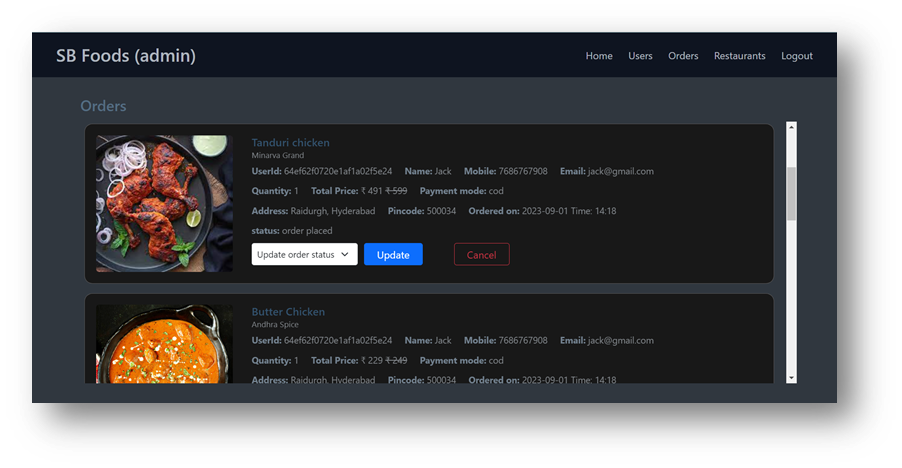 SB Foods (admin)
Home Users Orders Restaurants Logout
Orders
Tanduri chicken
Minarva Grand
UserId: 64ef62f0720e1af1a02f5e24 Name: Jack Mobile: 7686767908 Email: jack@gmail.com
Quantity: 1 Total Price: ₹ 491 ₹ 599 Payment mode: cod
Address: Raidurgh, Hyderabad Pincode: 500034 Ordered on: 2023-09-01 Time: 14:18
status: order placed
Update order status Update Cancel
Butter Chicken
Andhra Spice
UserId: 64ef62f0720e1af1a02f5e24 Name: Jack Mobile: 7686767908 Email: jack@gmail.com
Quantity: 1 Total Price: ₹ 229 ₹ 249 Payment mode: cod
Address: Raidurgh, Hyderabad Pincode: 500034 Ordered on: 2023-09-01 Time: 14:18